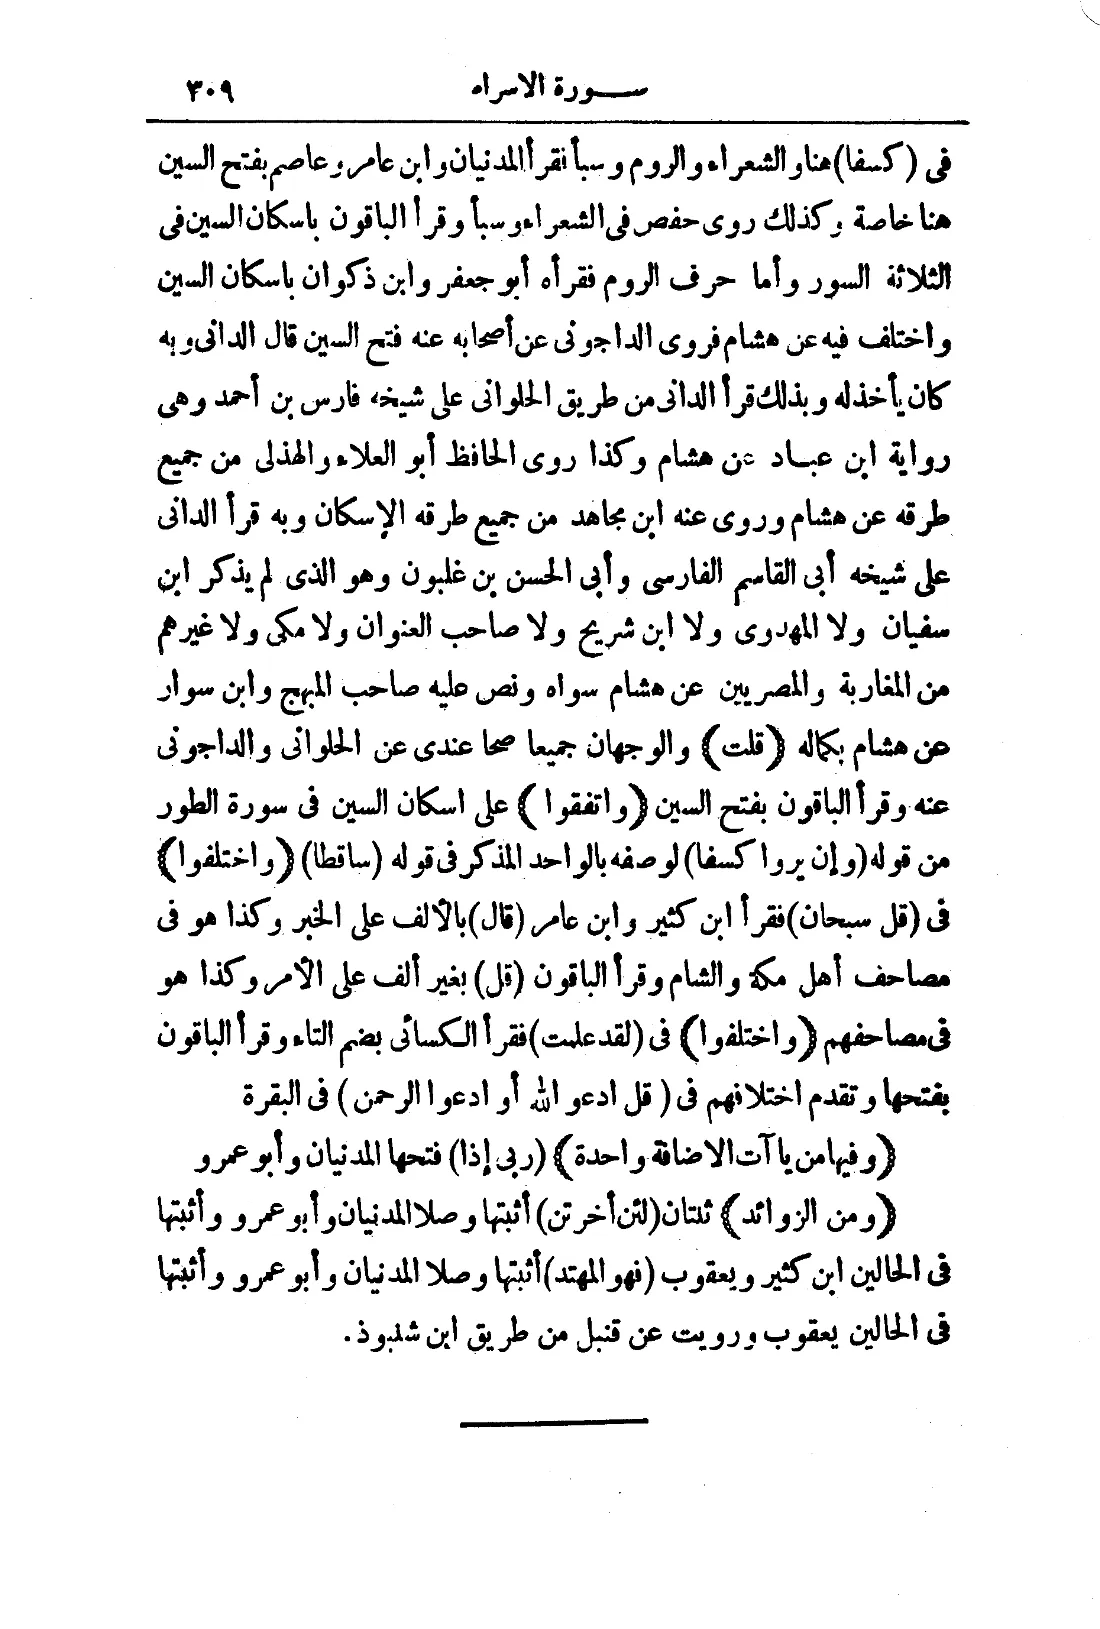 سورة الاسراء ٣٠٩
فى (كسفا) هنا والشعراء والروم وسبأ فقرأ المدنيان وابن عامر وعاصم بفتح السين
هنا خاصة وكذلك روى حفص فى الشعراء وسبأ وقرأ الباقون باسكان السين فى
الثلاثة السور وأما حرف الروم فقرأه أبو جعفر وابن ذكوان باسكان السين
واختلف فيه عن هشام فروى الداجونى عن أصحابه عنه فتح السين قال الدانى وبه
كان يأخذ له وبذلك قرأ الدانى من طريق الحلوانى على شيخه فارس بن أحمد وهى
رواية ابن عباد عن هشام وكذا روى الحافظ أبو العلاء والهذلى من جميع
طرقه عن هشام وروى عنه ابن مجاهد من جميع طرقه الإسكان وبه قرأ الدانى
على شيخه أبى القاسم الفارسى وأبى الحسن بن غلبون وهو الذى لم يذكر ابن
سفيان ولا المهدوى ولا ابن شريح ولا صاحب العنوان ولا مكى ولا غيرهم
من المغاربة والمصريين عن هشام سواه ونص عليه صاحب المبهج وابن سوار
عن هشام بكماله (قلت) والوجهان جميعا صحا عندى عن الحلوانى والداجونى
عنه وقرأ الباقون بفتح السين (واتفقوا) على اسكان السين فى سورة الطور
من قوله (وإن يروا كسفا) لوصفه بالواحد المذكر فى قوله (ساقطا) (واختلفوا)
فى (قل سبحان) فقرأ ابن كثير وابن عامر (قال) بالألف على الخبر وكذا هو فى
مصاحف أهل مكة والشام وقرأ الباقون (قل) بغير ألف على الأمر وكذا هو
فى مصاحفهم (واختلفوا) فى (لقد علمت) فقرأ الكسائى بضم التاء وقرأ الباقون
بفتحها وتقدم اختلافهم فى (قل ادعو الله أو ادعوا الرحمن) فى البقرة
(وفيها من ياآت الاضافة واحدة) (ربى إذا) فتحها المدنيان وأبو عمرو
(ومن الزوائد) ثنتان (لئن أخرتن) أثبتها وصلا المدنيان وأبو عمرو وأثبتها
فى الحالين ابن كثير ويعقوب (فهو المهتد) أثبتها وصلا المدنيان وأبو عمرو وأثبتها
فى الحالين يعقوب ورويت عن قنبل من طريق ابن شنبوذ.